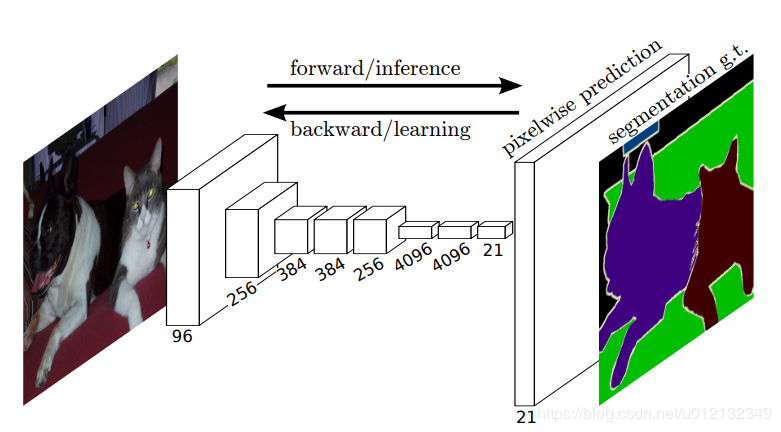 forward/inference
backward/learning
pixelwise prediction
segmentation g.t.
96
256
384
384
256
4096
4096
21
21
https://blog.csdn.net/u012132349